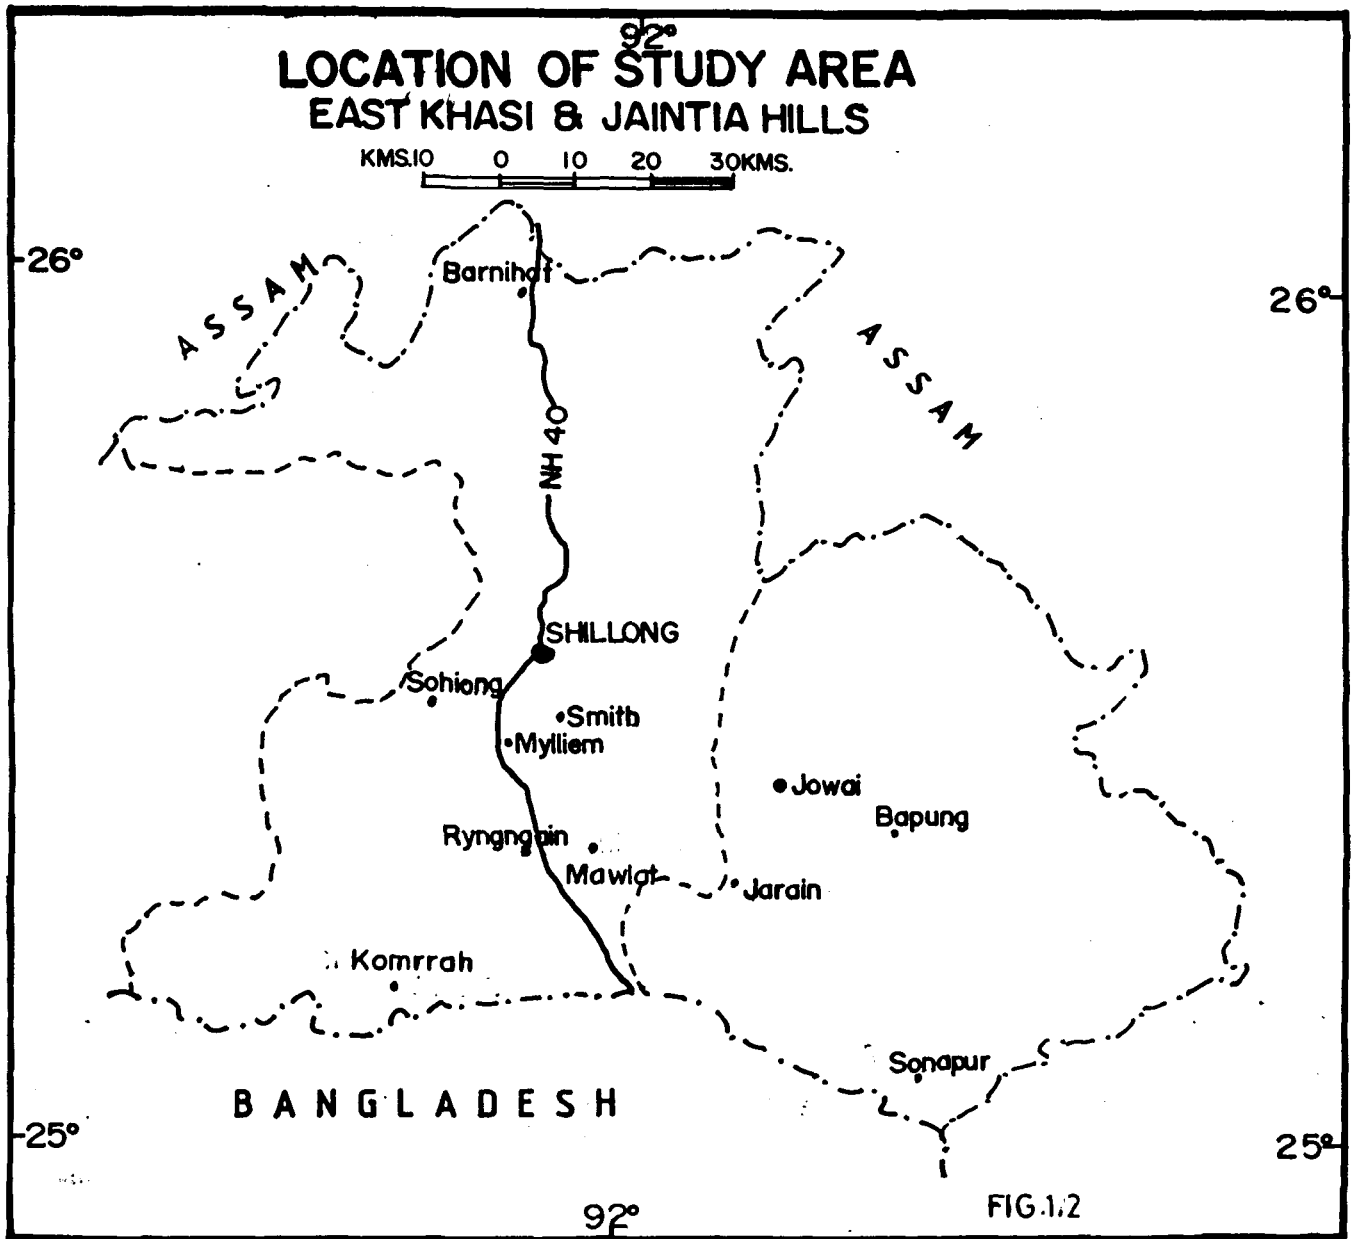 92°
LOCATION OF STUDY AREA
EAST KHASI & JAINTIA HILLS
KMS.10 0 10 20 30KMS.
26°
26°
ASSAM
Barnihat
ASSAM
NH 40
SHILLONG
Sohiong
Smith
Mylliem
Jowai
Bapung
Ryngngain
Mawlat
Jarain
Komrrah
Sonapur
BANGLADESH
25°
25°
FIG.1.2
92°